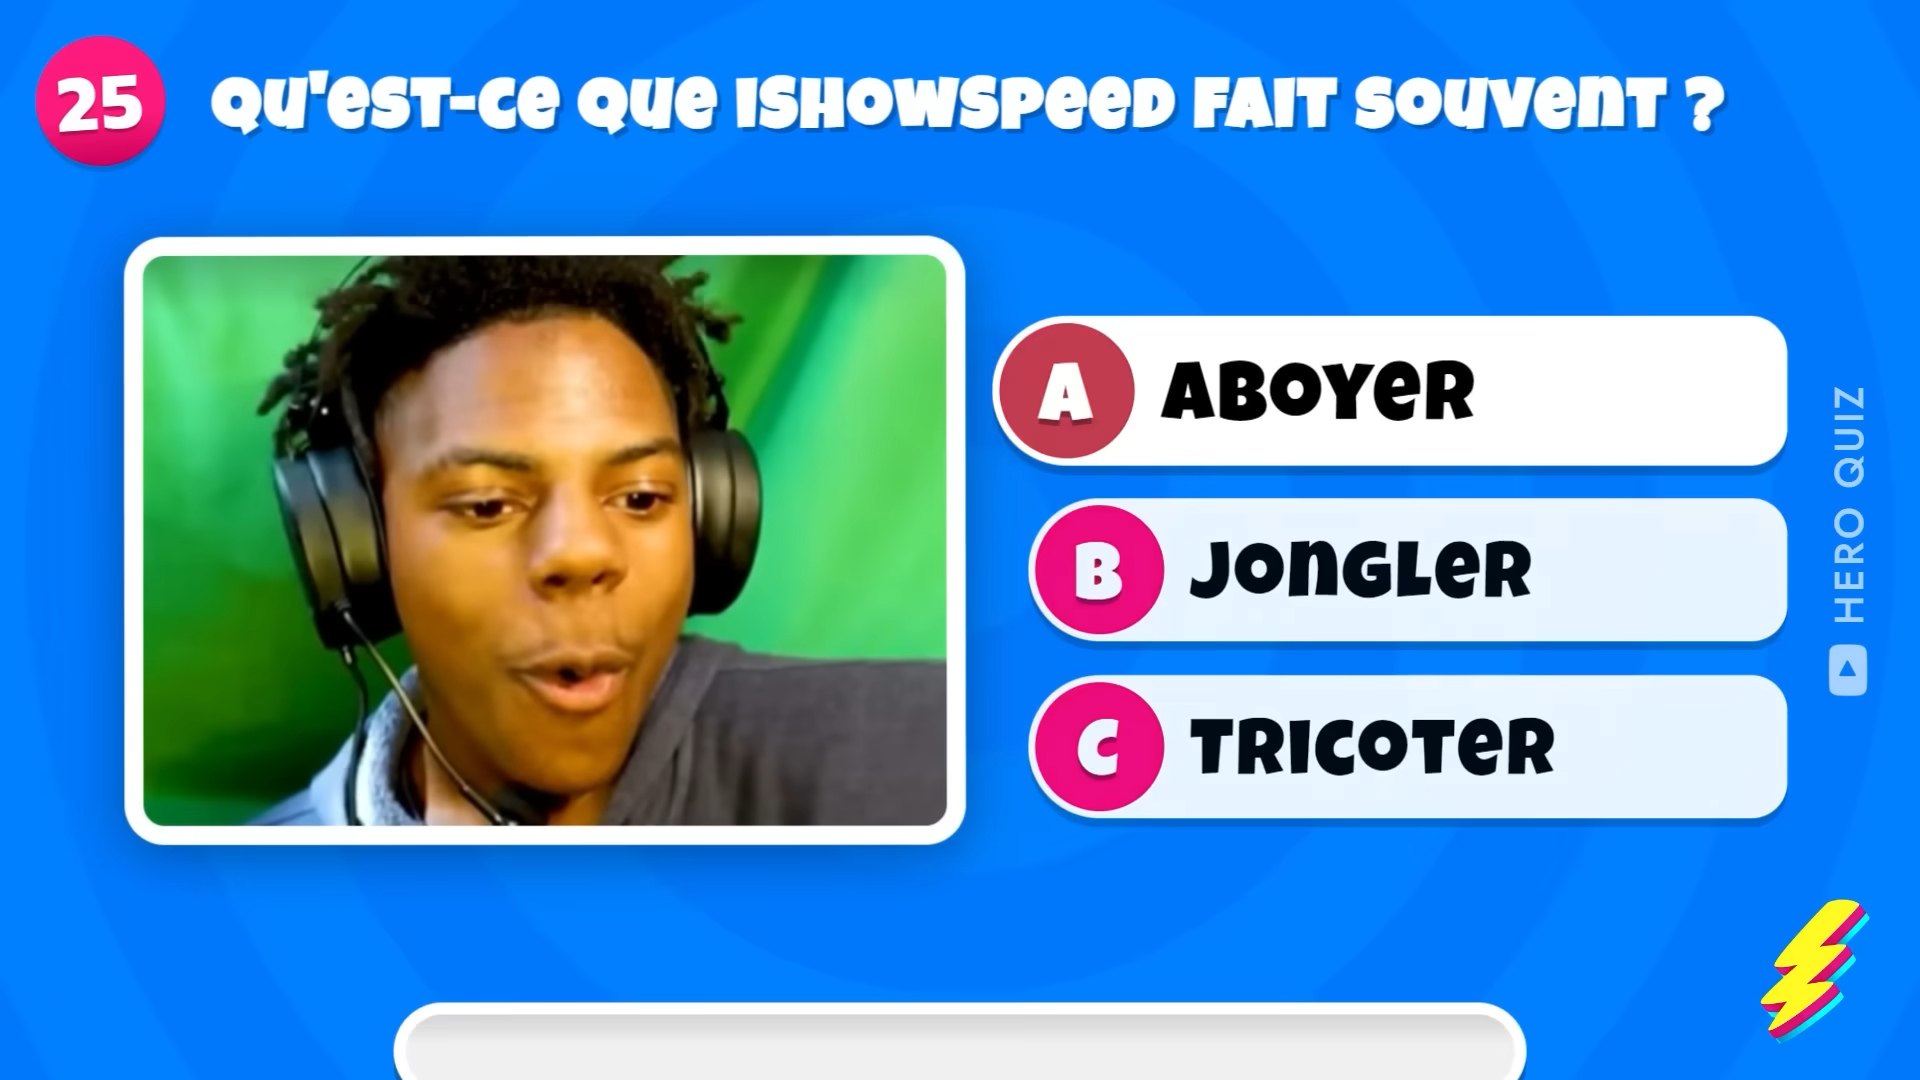 25
QU'EST-CE QUE ISHOWSPEED FAIT SOUVENT ?
A ABOYER
B JONGLER
C TRICOTER
HERO QUIZ